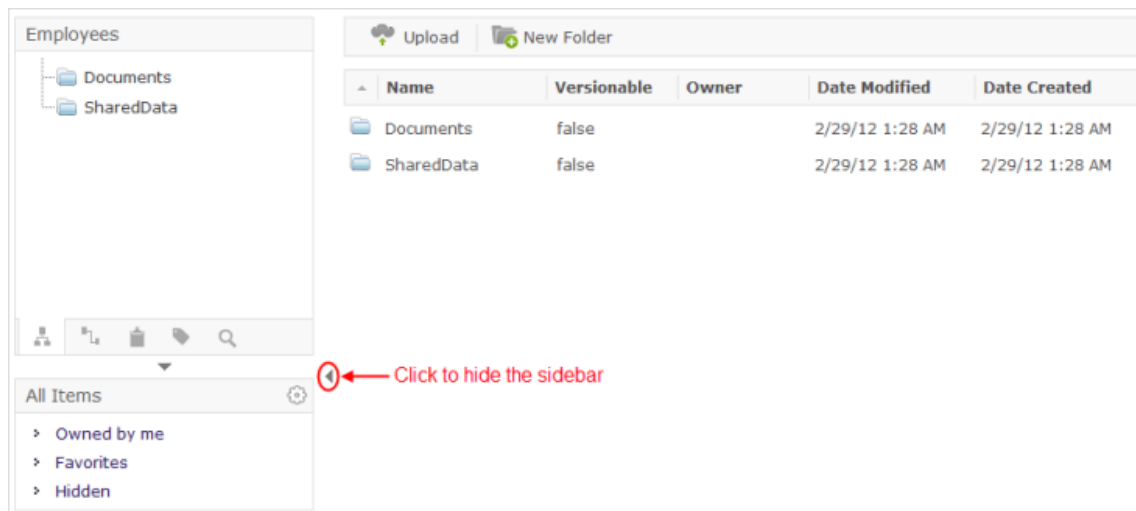 Employees
Documents
SharedData
Upload New Folder
Name Versionable Owner Date Modified Date Created
Documents false 2/29/12 1:28 AM 2/29/12 1:28 AM
SharedData false 2/29/12 1:28 AM 2/29/12 1:28 AM
Click to hide the sidebar
All Items
Owned by me
Favorites
Hidden